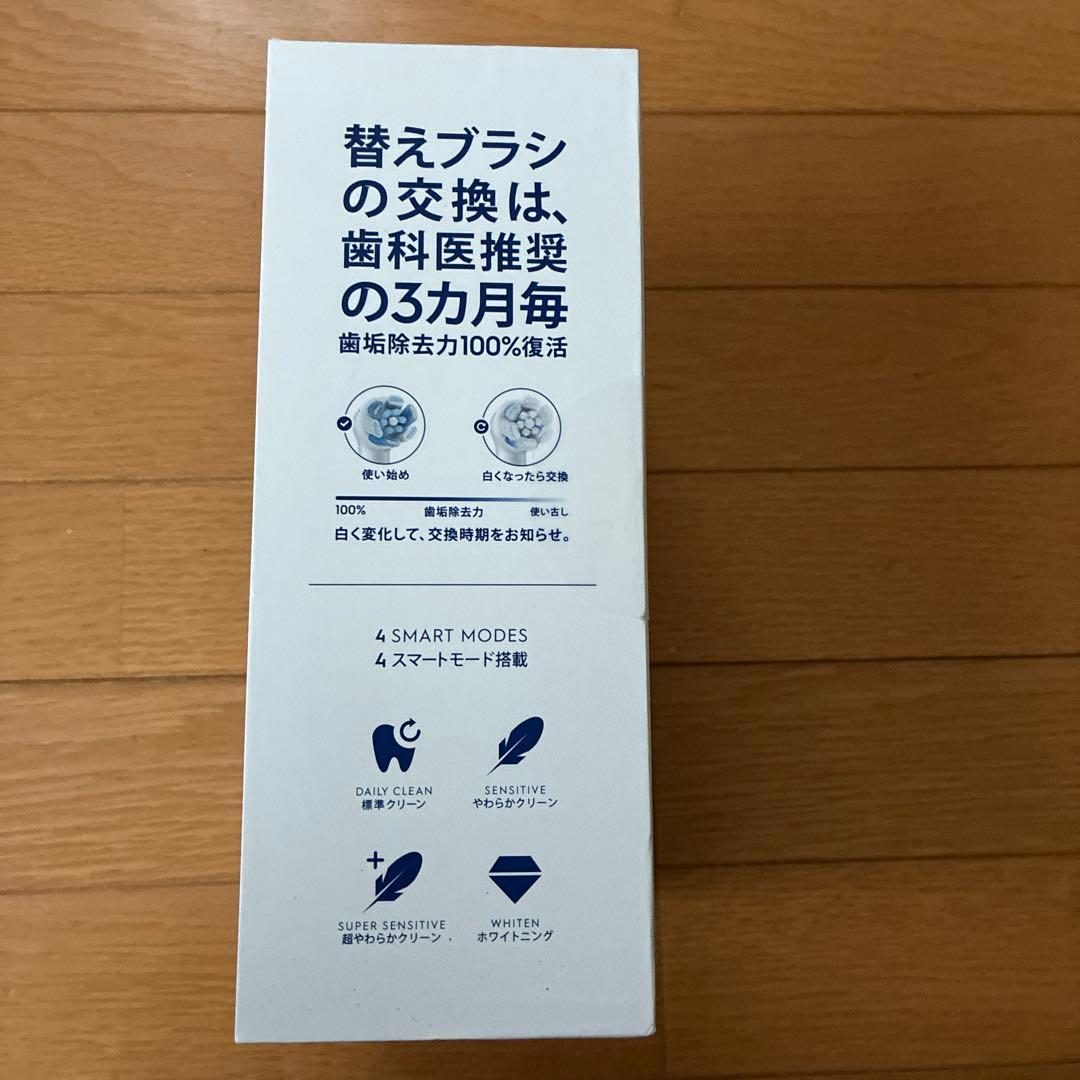 替えブラシ
の交換は、
歯科医推奨
の3カ月毎
歯垢除去力100%復活
使い始め
白くなったら交換
100%
歯垢除去力
使い古し
白く変化して、交換時期をお知らせ。
4 SMART MODES
4 スマートモード搭載
DAILY CLEAN
標準クリーン
SENSITIVE
やわらかクリーン
SUPER SENSITIVE
超やわらかクリーン
WHITEN
ホワイトニング